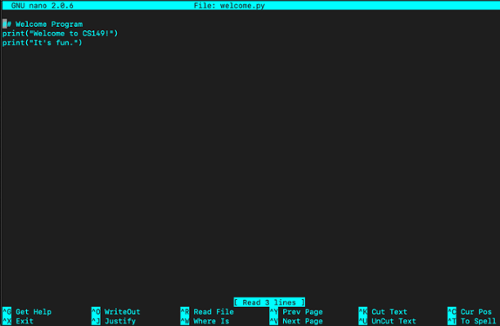 GNU nano 2.0.6 File: welcome.py
# Welcome Program
print("Welcome to CS149!")
print("It's fun.")
[ Read 3 lines ]
^G Get Help ^O WriteOut ^R Read File ^Y Prev Page ^K Cut Text ^C Cur Pos
^X Exit ^J Justify ^W Where Is ^V Next Page ^U UnCut Text ^T To Spell